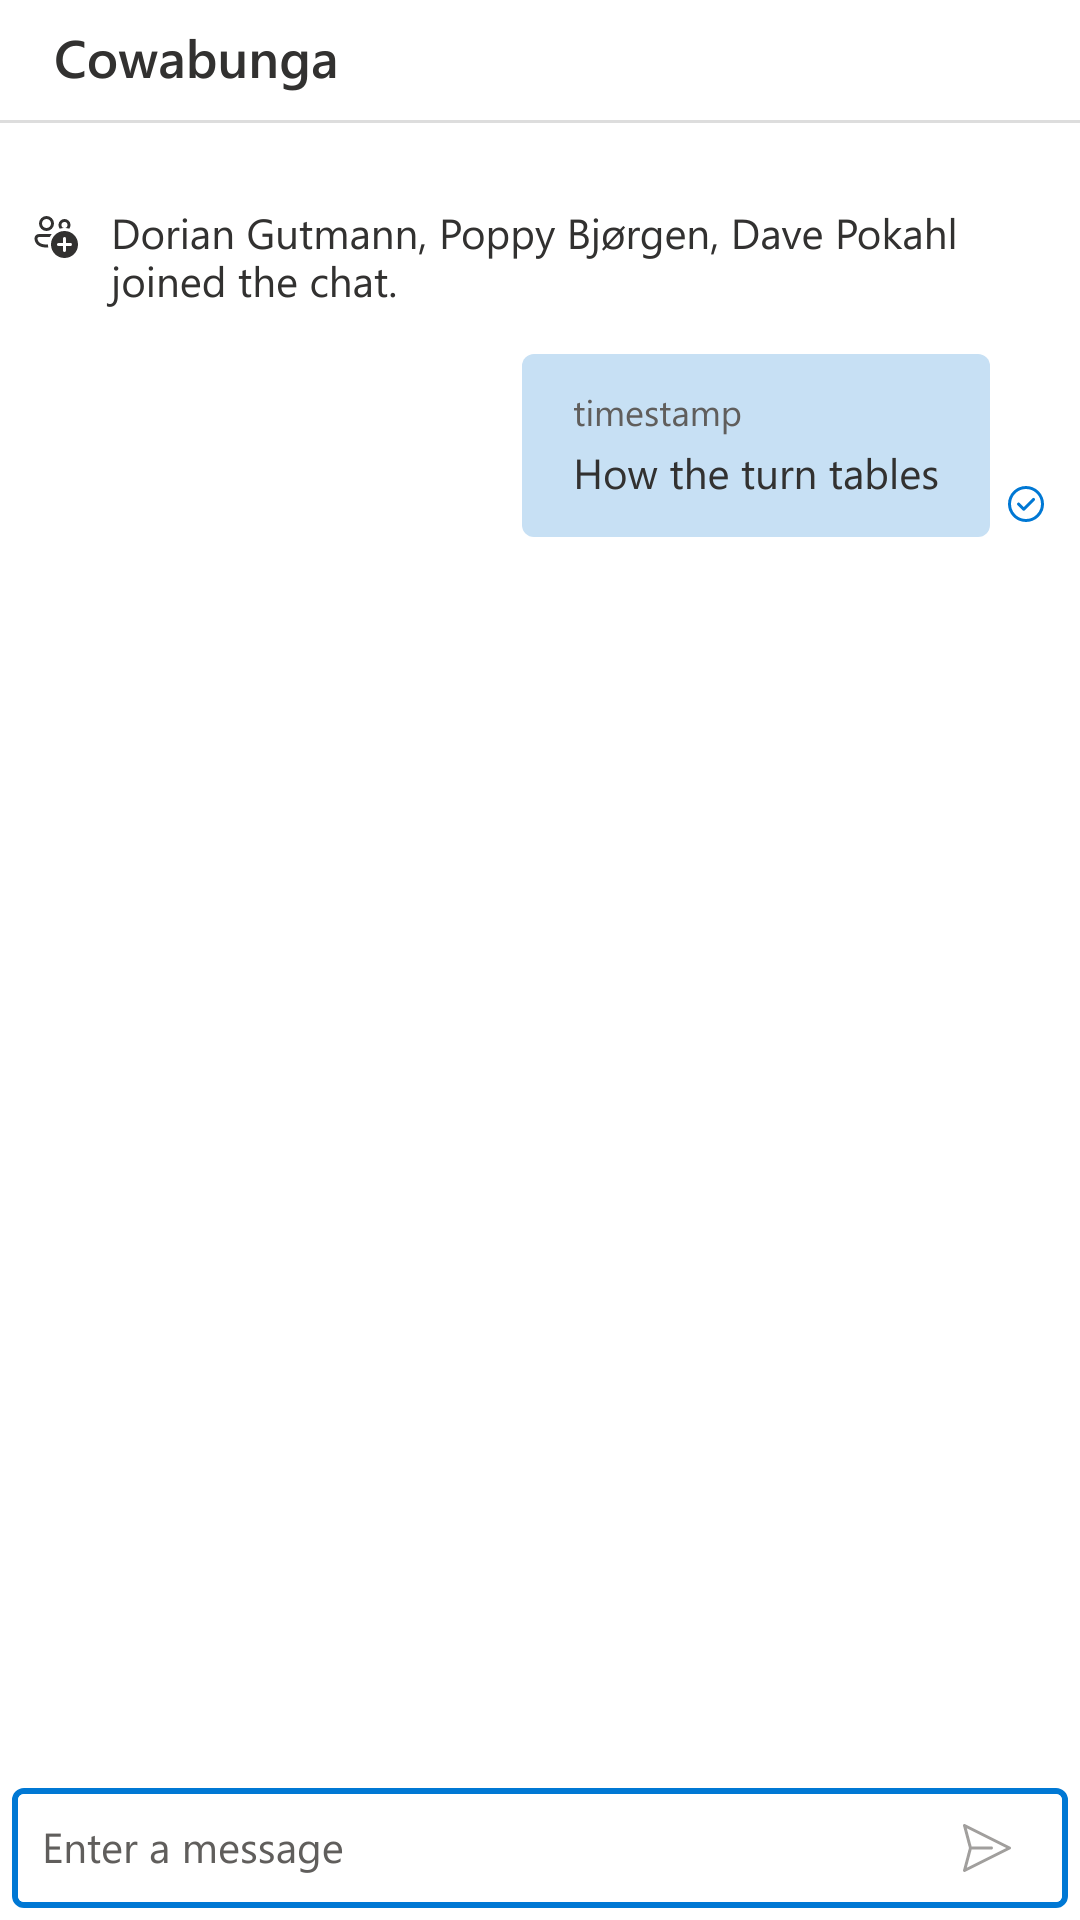 Cowabunga
Dorian Gutmann, Poppy Bjørgen, Dave Pokahl
joined the chat.
timestamp
How the turn tables
Enter a message